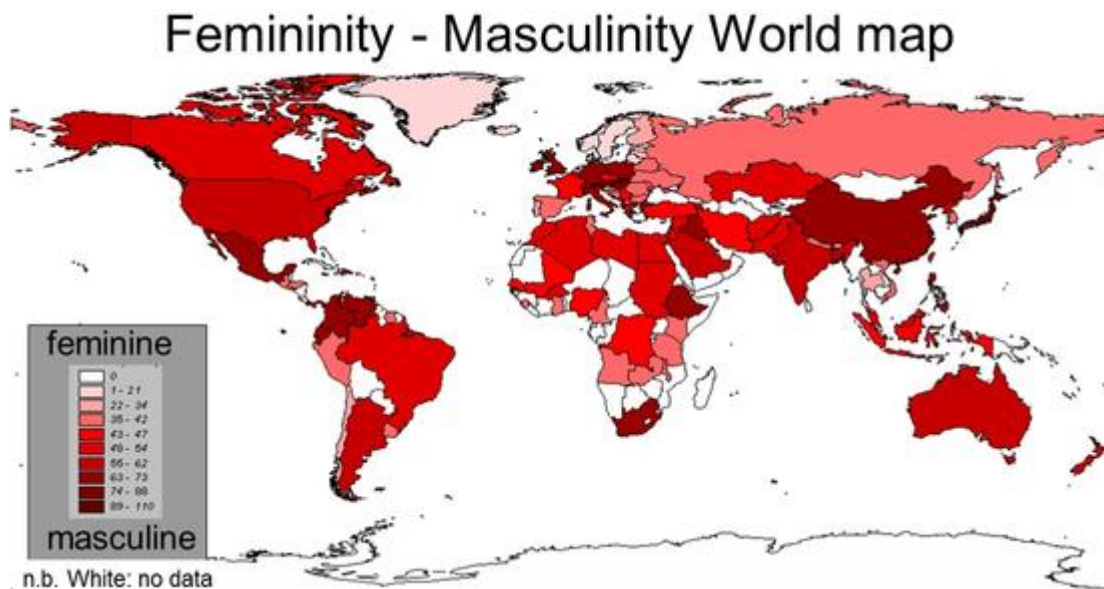 Femininity - Masculinity World map
feminine
0
1 - 21
22 - 34
35 - 42
43 - 47
48 - 54
55 - 62
63 - 73
74 - 88
89 - 110
masculine
n.b. White: no data